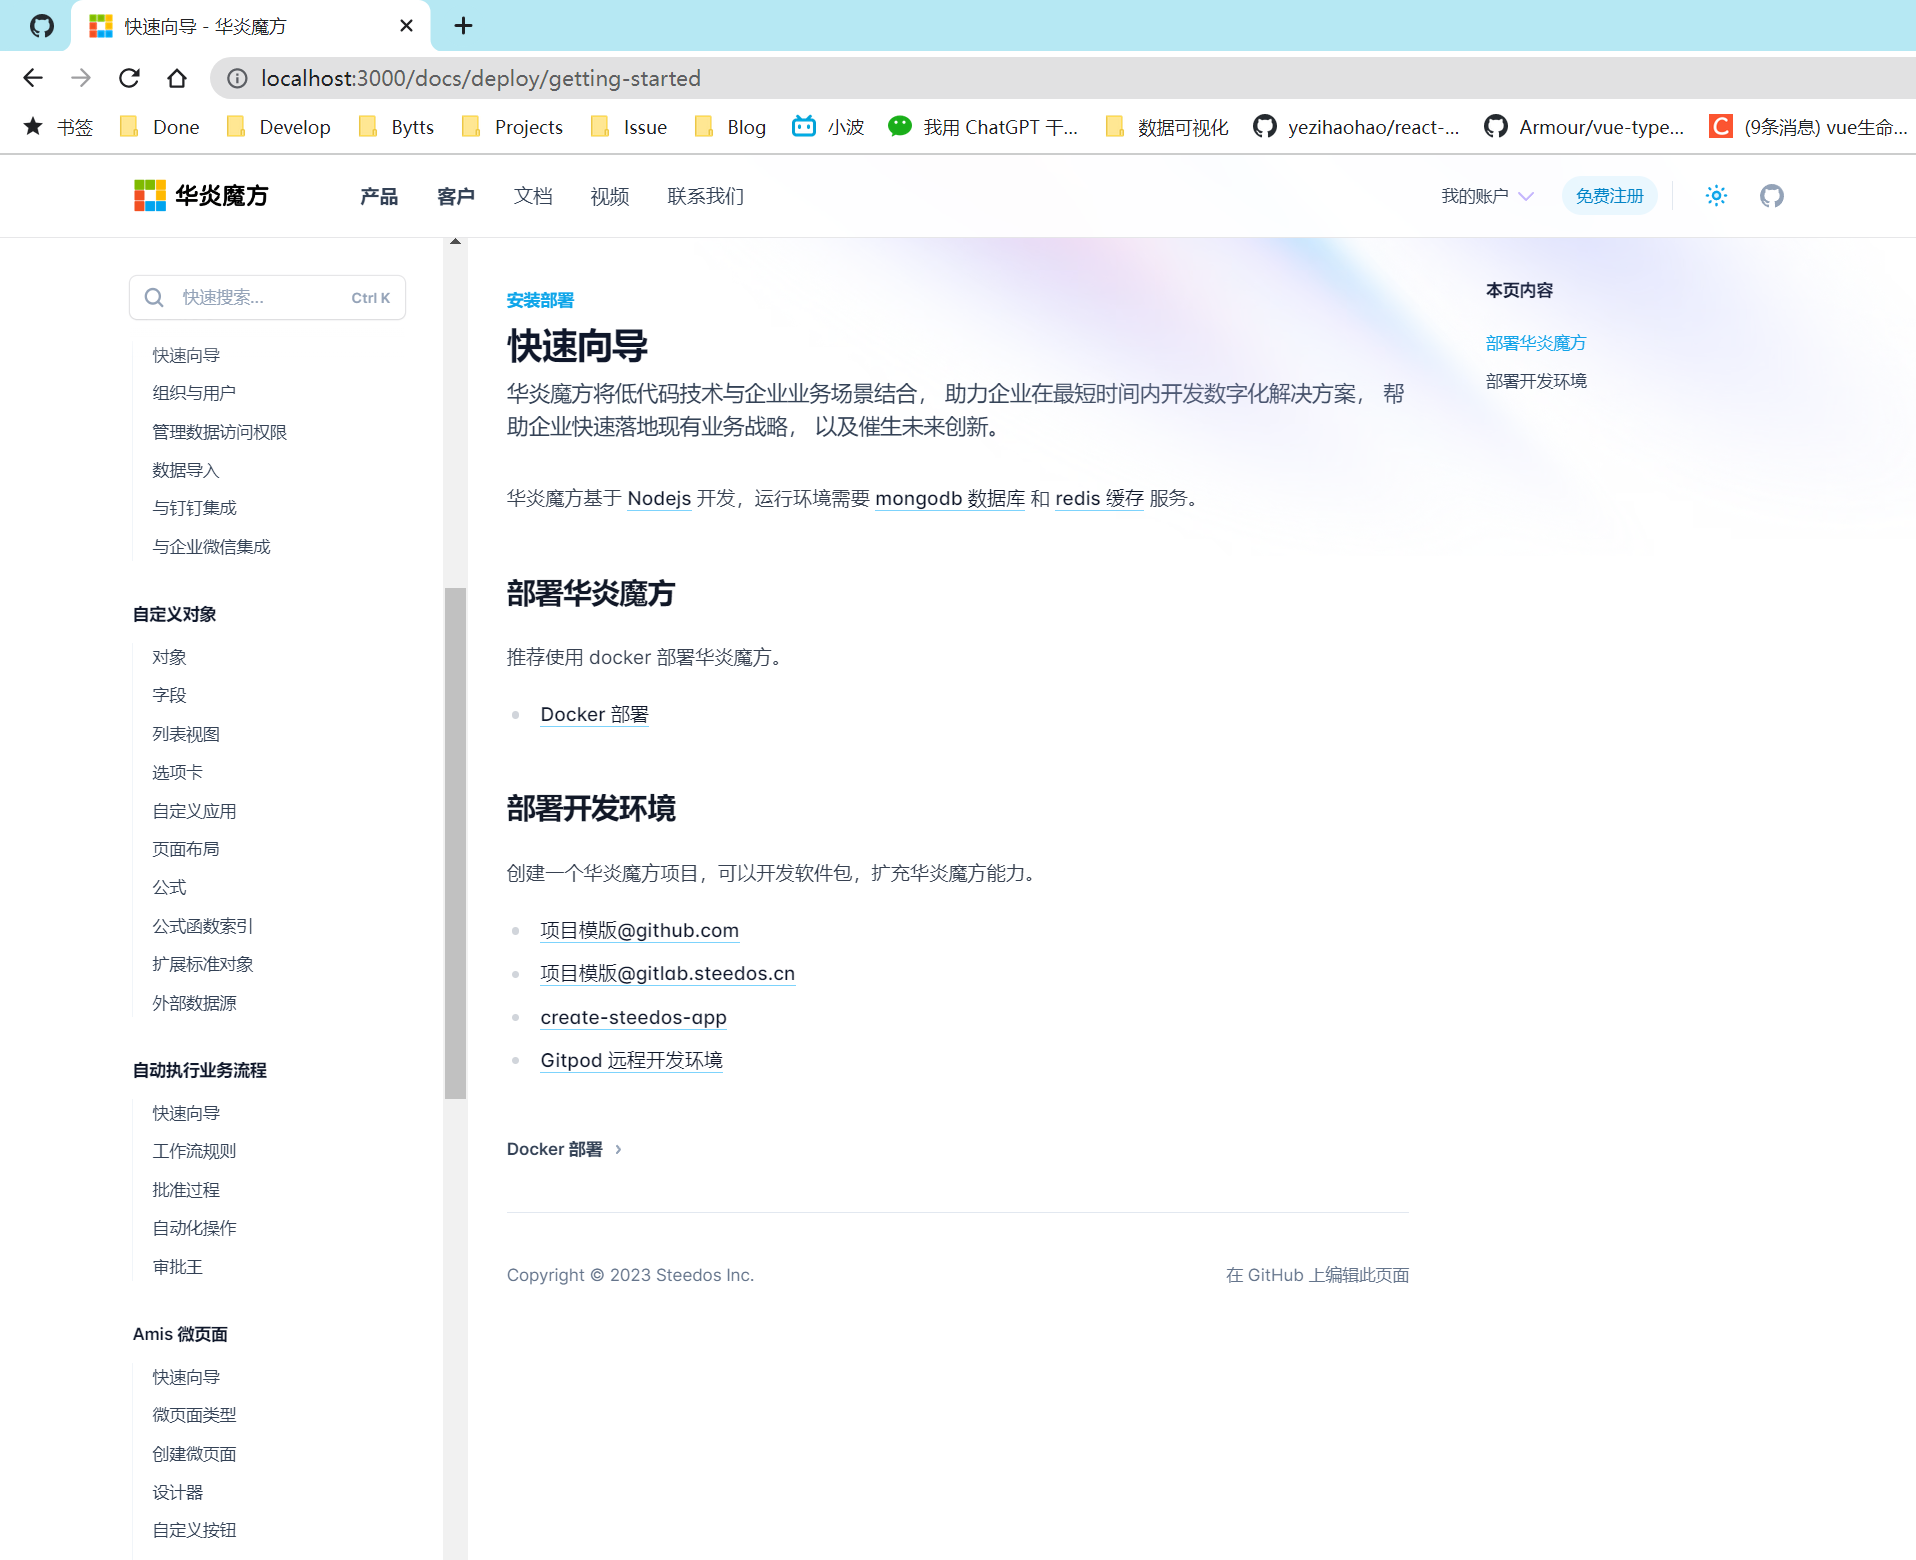 快速向导 - 华炎魔方
localhost:3000/docs/deploy/getting-started
书签 Done Develop Bytts Projects Issue Blog 小波 我用 ChatGPT 干... 数据可视化 yezihaohao/react-... Armour/vue-type... (9条消息) vue生命...
华炎魔方 产品 客户 文档 视频 联系我们 我的账户 免费注册
快速搜索... Ctrl K
快速向导
组织与用户
管理数据访问权限
数据导入
与钉钉集成
与企业微信集成
自定义对象
对象
字段
列表视图
选项卡
自定义应用
页面布局
公式
公式函数索引
扩展标准对象
外部数据源
自动执行业务流程
快速向导
工作流规则
批准过程
自动化操作
审批王
Amis 微页面
快速向导
微页面类型
创建微页面
设计器
自定义按钮
安装部署
快速向导
华炎魔方将低代码技术与企业业务场景结合， 助力企业在最短时间内开发数字化解决方案， 帮
助企业快速落地现有业务战略， 以及催生未来创新。
华炎魔方基于 Nodejs 开发，运行环境需要 mongodb 数据库 和 redis 缓存 服务。
部署华炎魔方
推荐使用 docker 部署华炎魔方。
Docker 部署
部署开发环境
创建一个华炎魔方项目，可以开发软件包，扩充华炎魔方能力。
项目模版@github.com
项目模版@gitlab.steedos.cn
create-steedos-app
Gitpod 远程开发环境
Docker 部署 ›
Copyright © 2023 Steedos Inc. 在 GitHub 上编辑此页面
本页内容
部署华炎魔方
部署开发环境